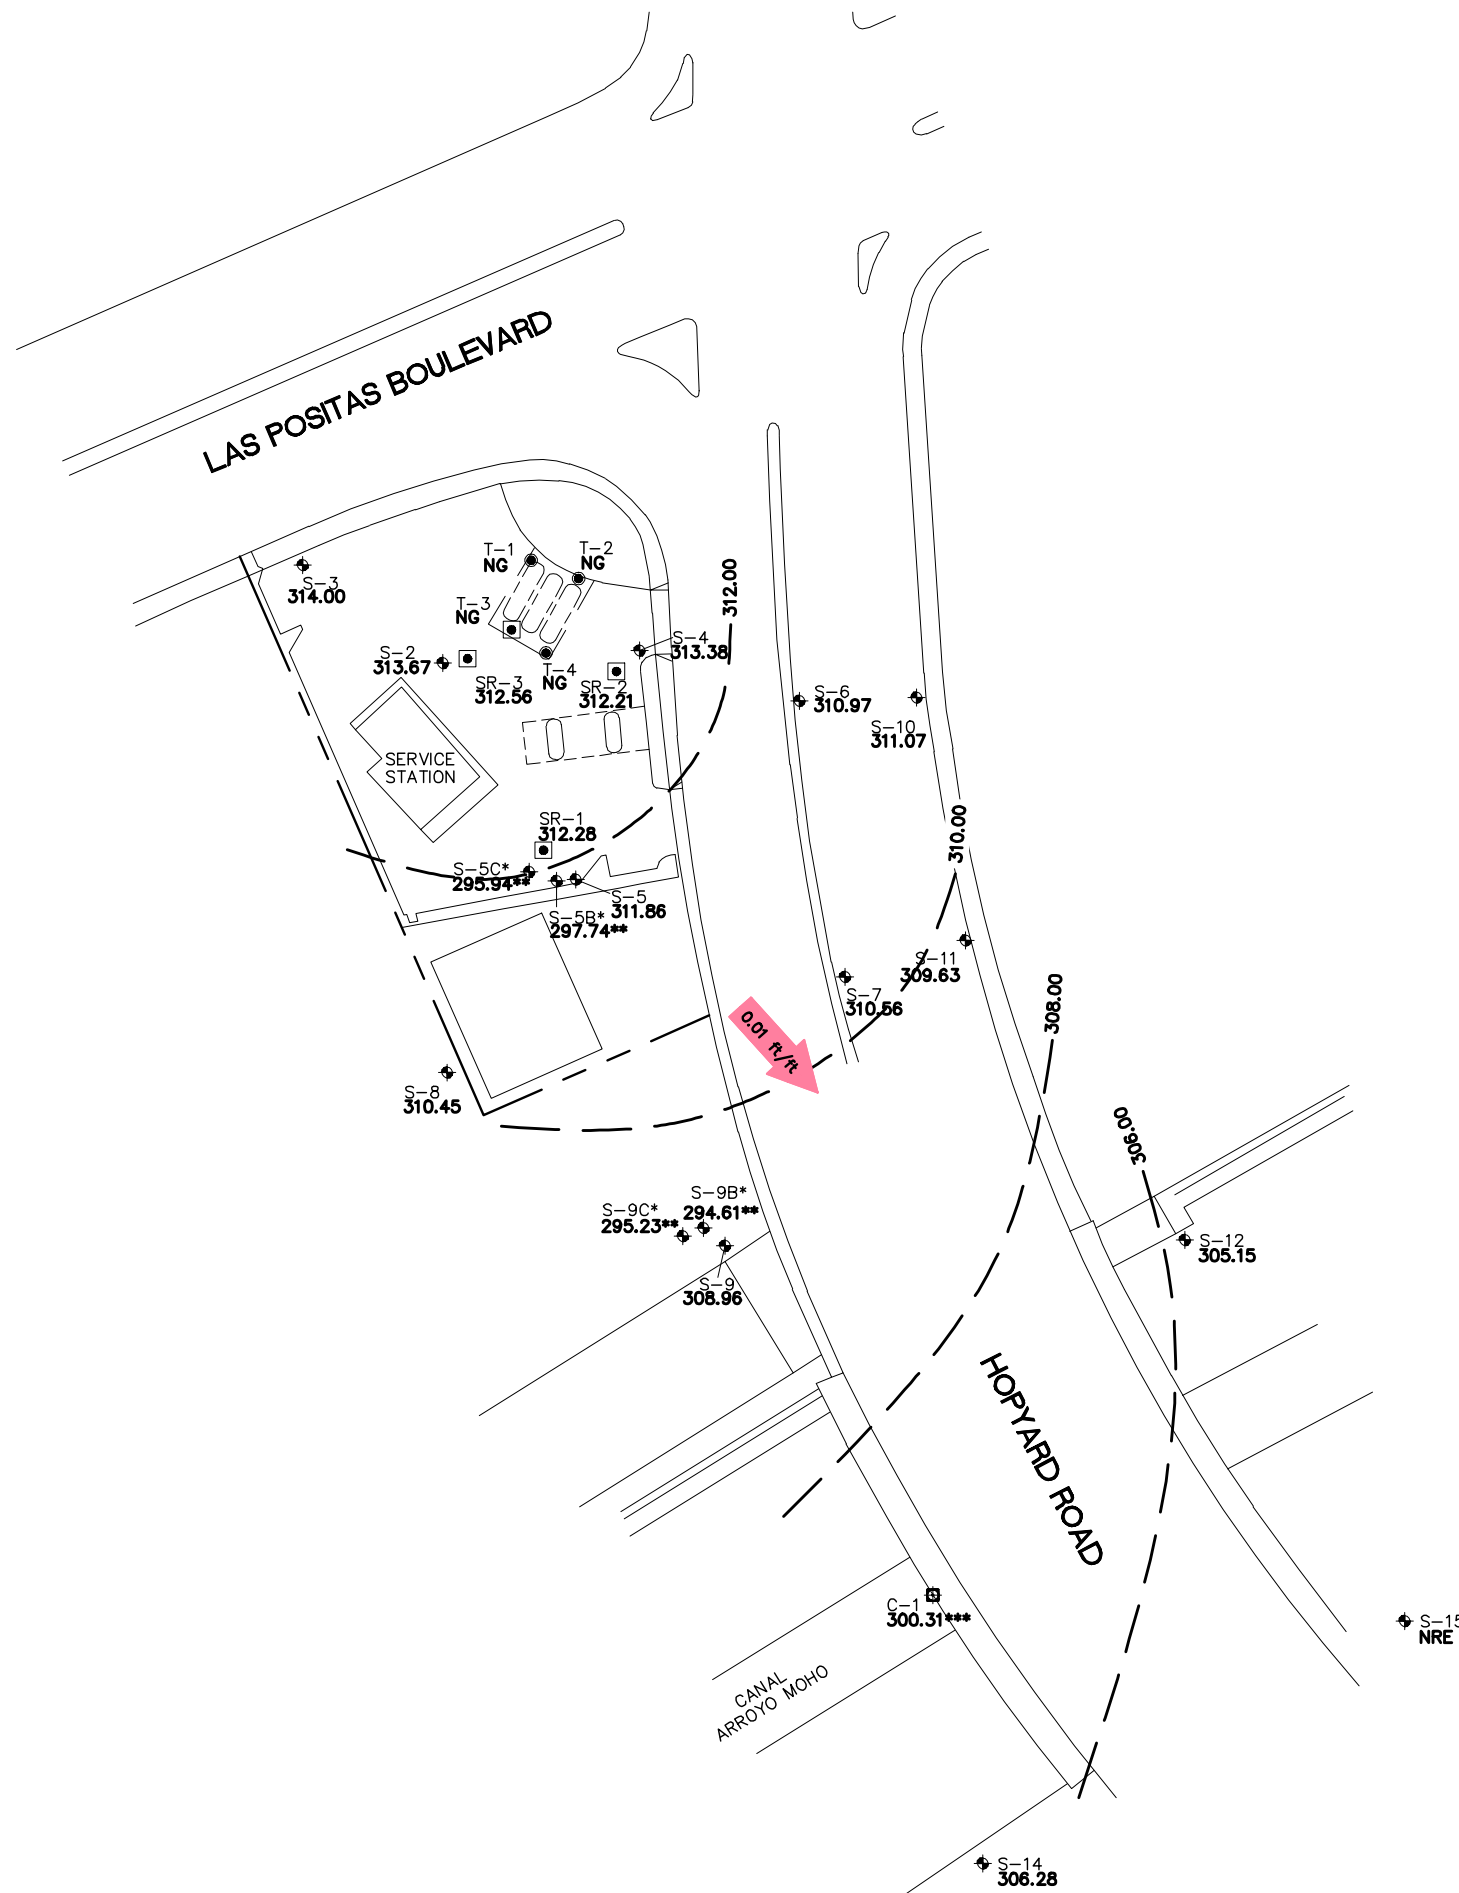 LAS POSITAS BOULEVARD
T-1
NG
T-2
NG
312.00
S-3
314.00
T-3
NG
S-4
313.38
S-2
313.67
T-4
NG
SR-3
312.56
SR-2
312.21
S-6
310.97
S-10
311.07
SERVICE
STATION
310.00
SR-1
312.28
S-5C*
295.94**
S-5
311.86
S-5B*
297.74**
S-11
309.63
308.00
S-7
310.56
0.01 ft/ft
S-8
310.45
306.00
S-9B*
294.61**
S-9C*
295.23**
S-12
305.15
S-9
308.96
HOPYARD ROAD
C-1
300.31***
S-15
NRE
CANAL
ARROYO MOHO
S-14
306.28